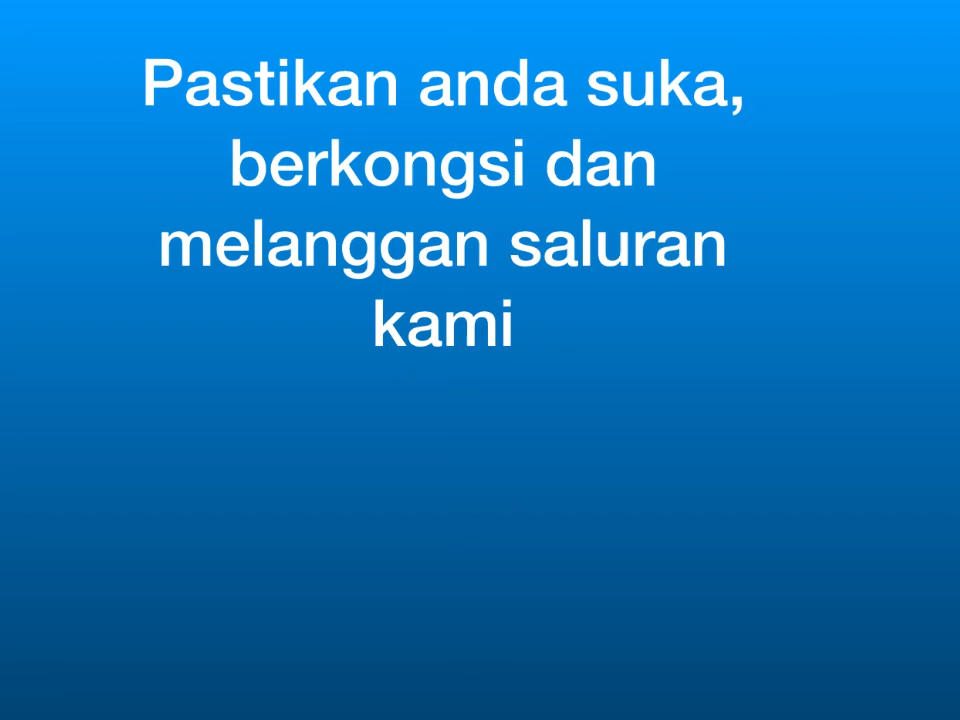 Pastikan anda suka,
berkongsi dan
melanggan saluran
kami